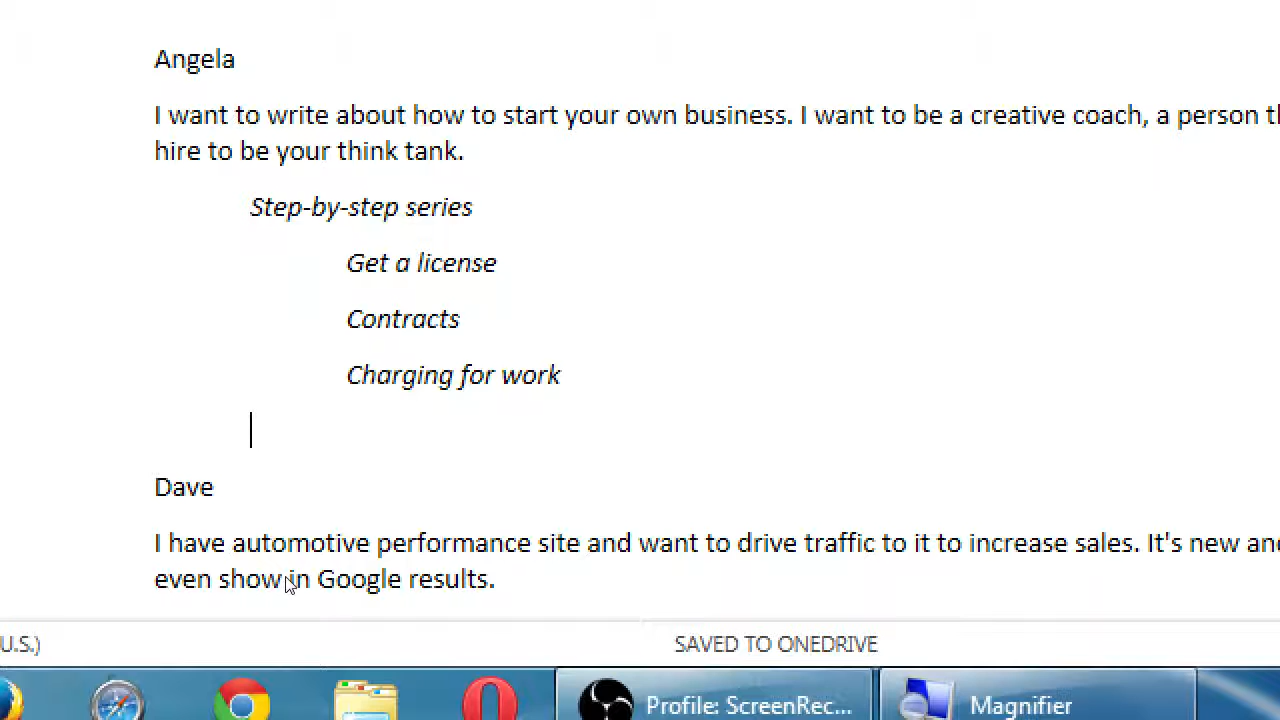 Angela
I want to write about how to start your own business. I want to be a creative coach, a person
hire to be your think tank.
Step-by-step series
Get a license
Contracts
Charging for work
Dave
I have automotive performance site and want to drive traffic to it to increase sales. It's new
even show in Google results.
U.S.)
SAVED TO ONEDRIVE
Profile: ScreenRec...
Magnifier